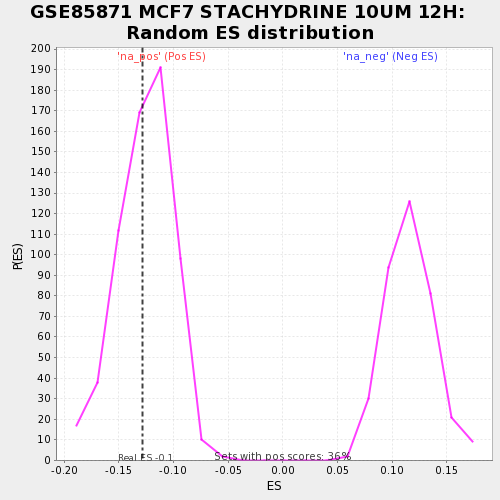 GSE85871 MCF7 STACHYDRINE 10UM 12H:
Random ES distribution
'na_pos' (Pos ES)
'na_neg' (Neg ES)
200
190
180
170
160
150
140
130
120
110
100
90
80
70
60
50
40
30
20
10
0
P(ES)
Real ES -0.1
Sets with pos scores: 36%
-0.20 -0.15 -0.10 -0.05 0.00 0.05 0.10 0.15
ES